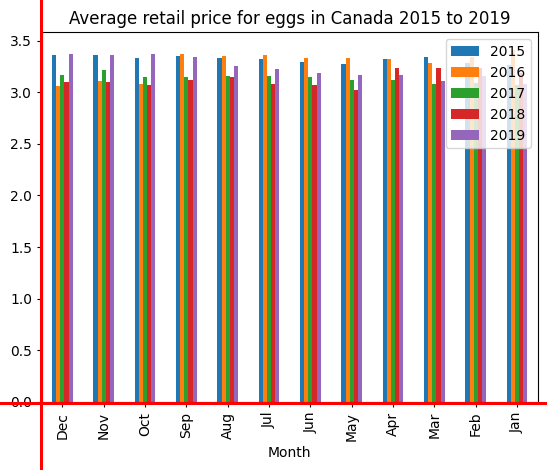 Average retail price for eggs in Canada 2015 to 2019
3.5
3.0
2.5
2.0
1.5
1.0
0.5
0.0
2015
2016
2017
2018
2019
Dec
Nov
Oct
Sep
Aug
Jul
Jun
May
Apr
Mar
Feb
Jan
Month